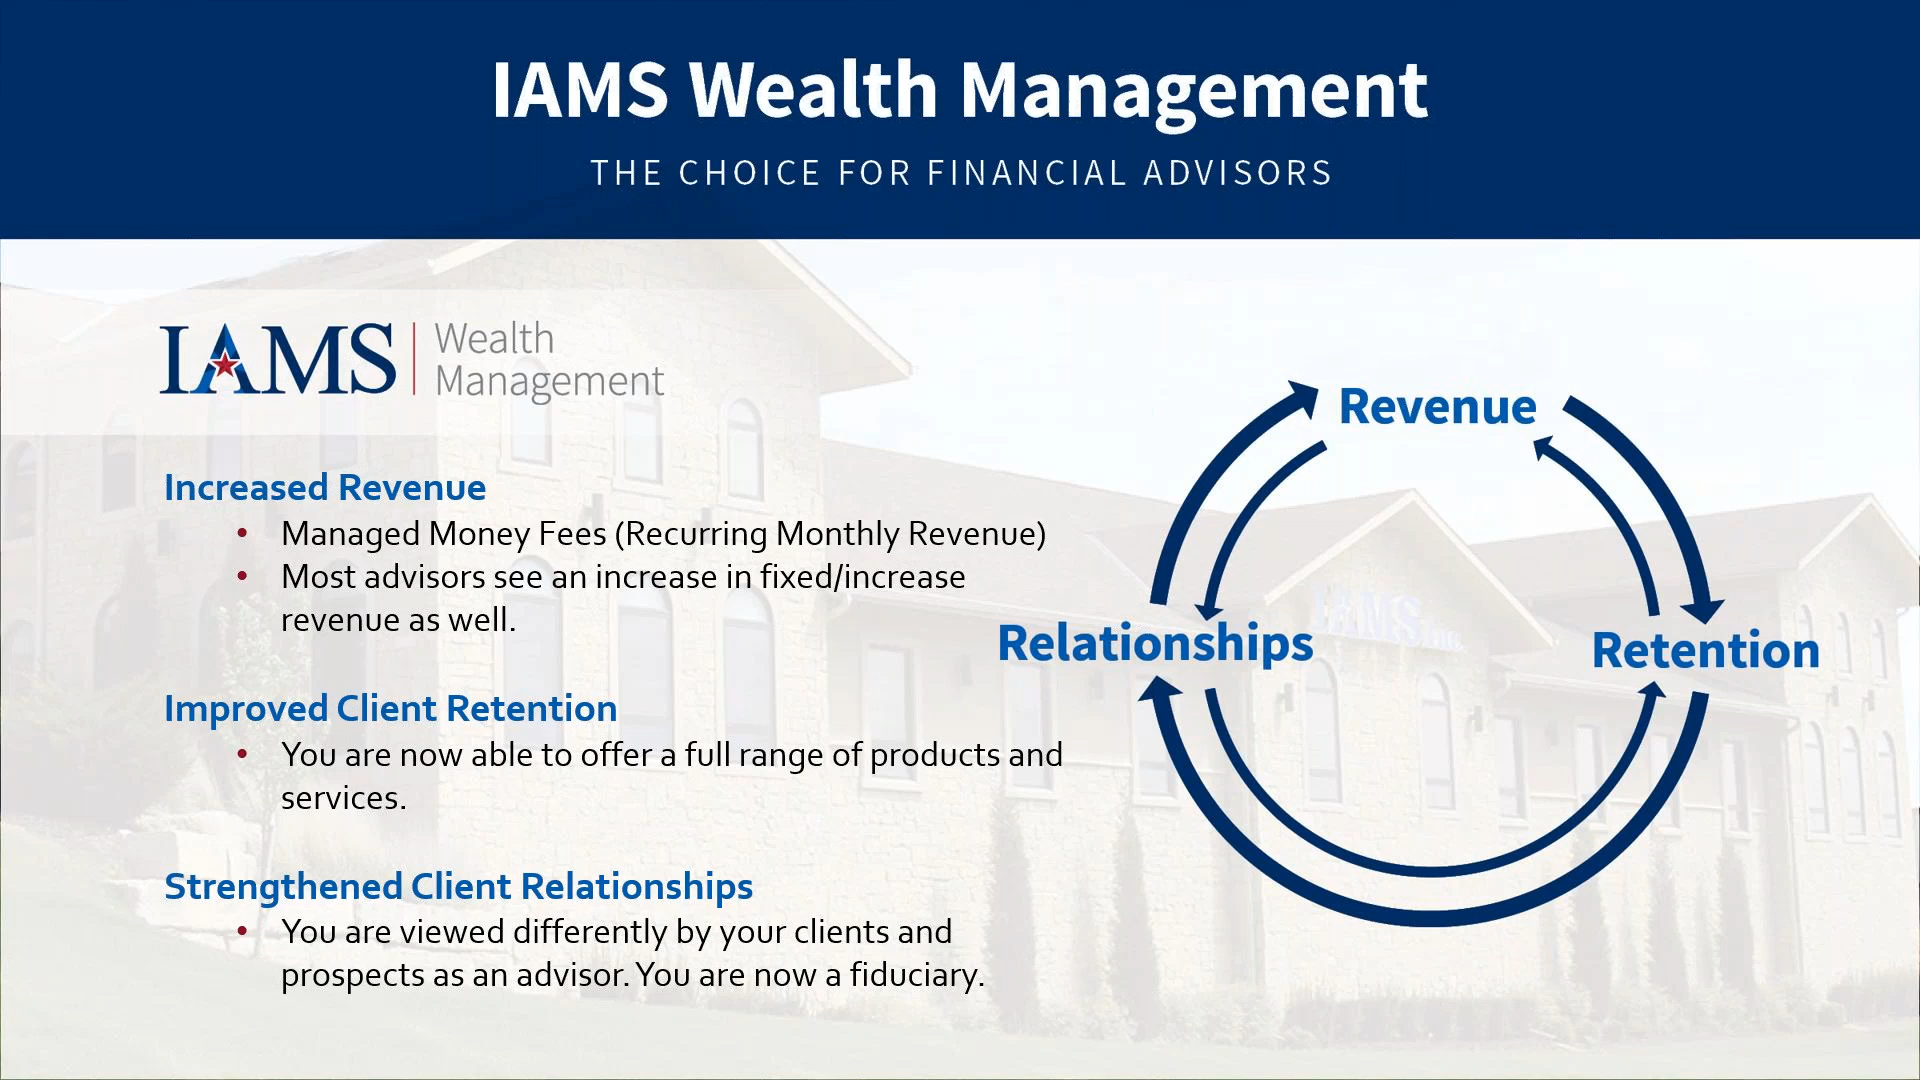 IAMS Wealth Management
THE CHOICE FOR FINANCIAL ADVISORS
IAMS
Wealth
Management
Increased Revenue
• Managed Money Fees (Recurring Monthly Revenue)
• Most advisors see an increase in fixed/increase
revenue as well.
Improved Client Retention
• You are now able to offer a full range of products and
services.
Strengthened Client Relationships
• You are viewed differently by your clients and
prospects as an advisor. You are now a fiduciary.
Revenue
Relationships
Retention
IAMS Inc.